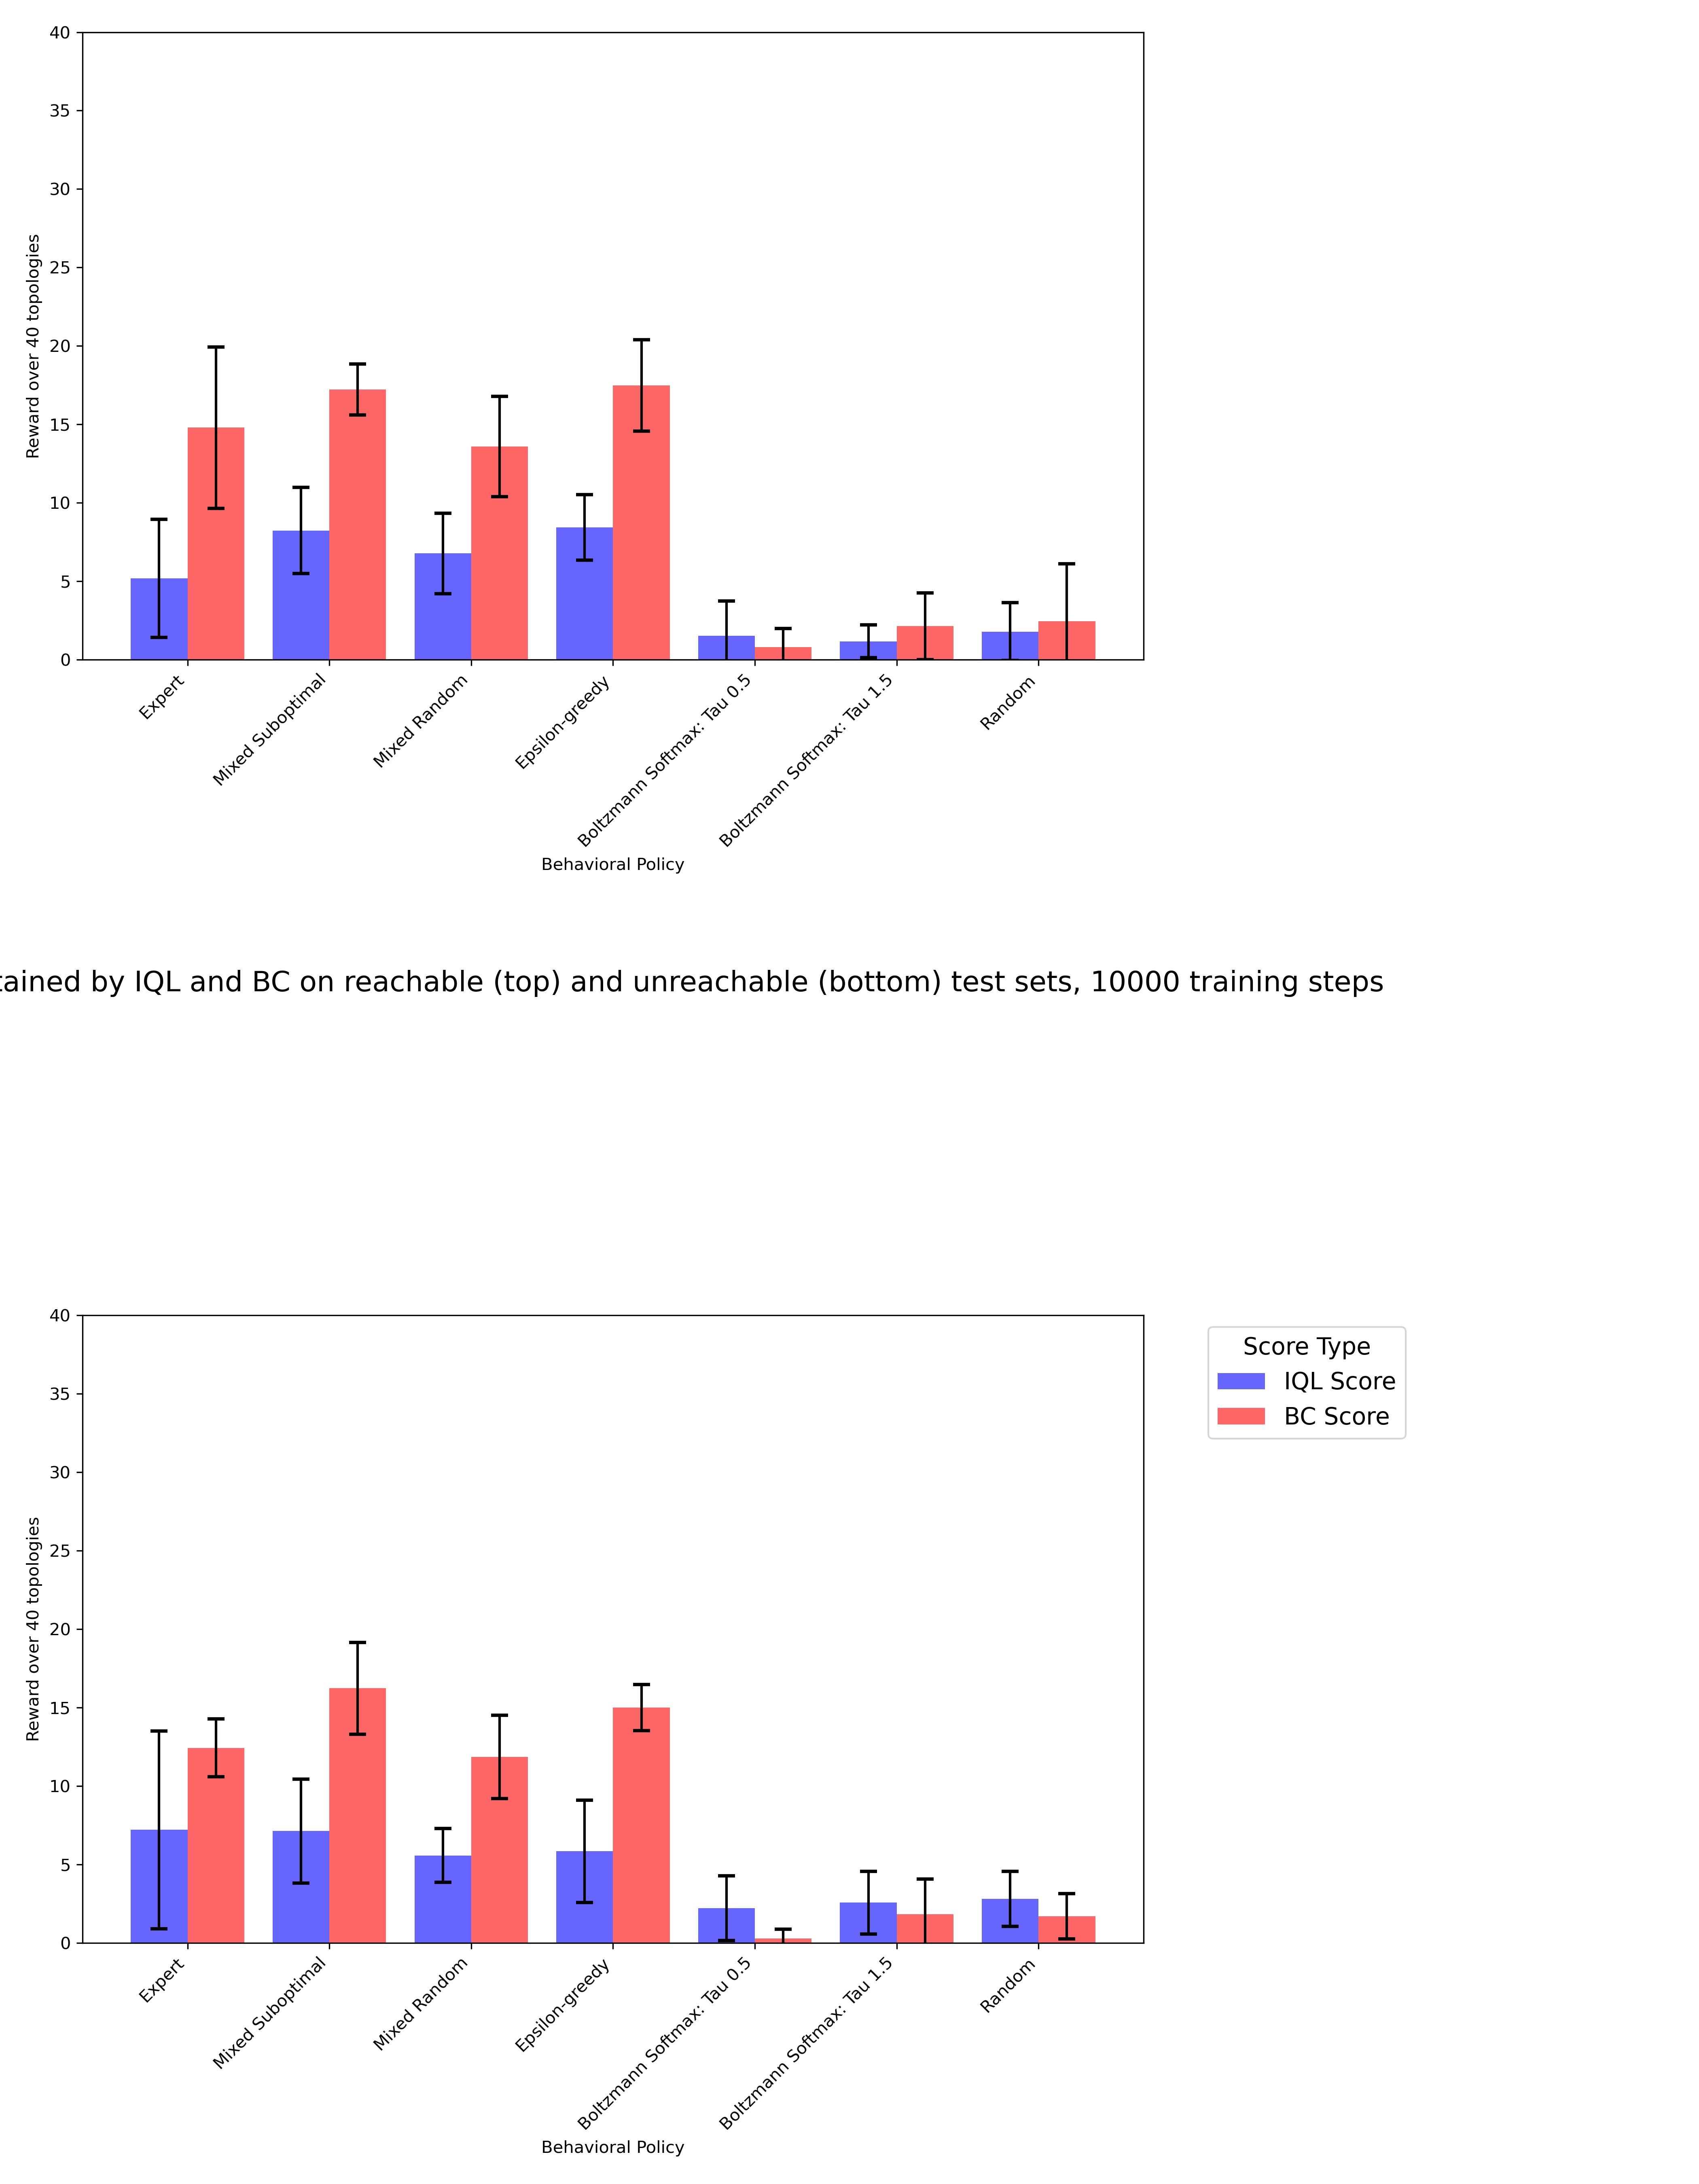 40
35
30
25
20
15
10
5
0
Reward over 40 topologies
Expert
Mixed Suboptimal
Mixed Random
Epsilon-greedy
Boltzmann Softmax: Tau 0.5
Boltzmann Softmax: Tau 1.5
Random
Behavioral Policy
by IQL and BC on reachable (top) and unreachable (bottom) test sets, 10000 training steps
40
35
30
25
20
15
10
5
0
Reward over 40 topologies
Expert
Mixed Suboptimal
Mixed Random
Epsilon-greedy
Boltzmann Softmax: Tau 0.5
Boltzmann Softmax: Tau 1.5
Random
Behavioral Policy
Score Type
IQL Score
BC Score